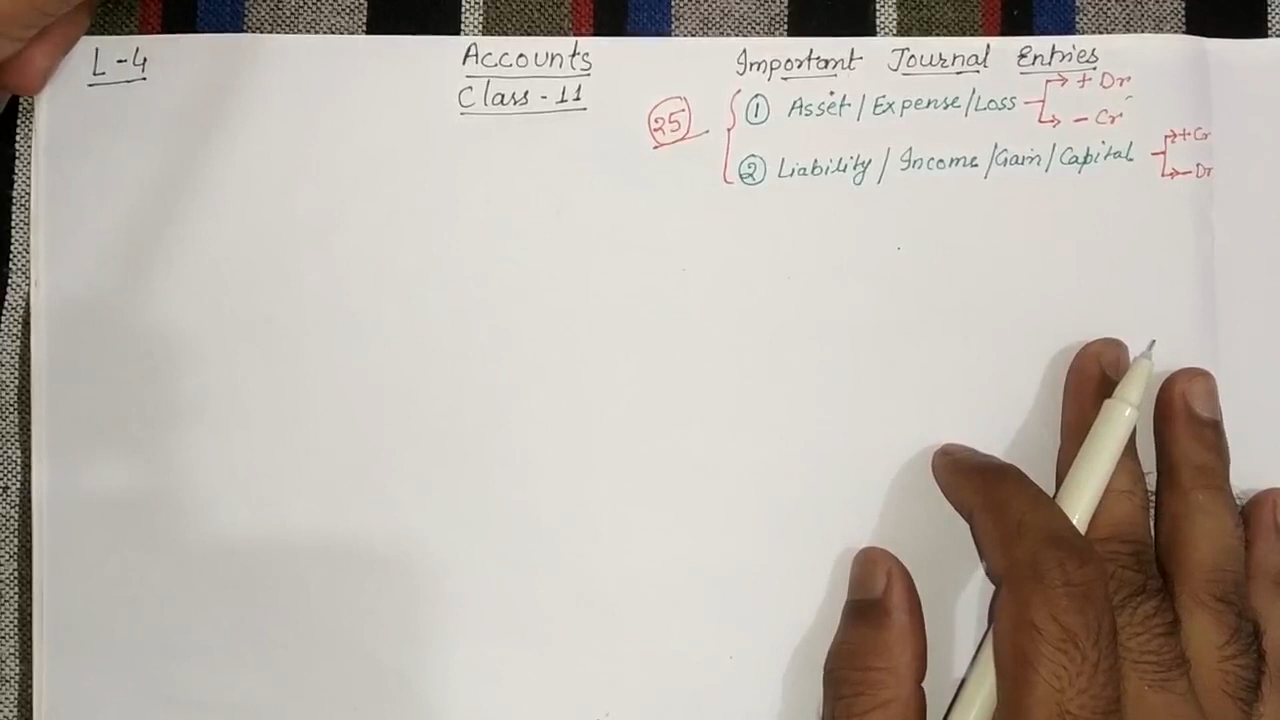 L-4
Accounts
Class-11
Important Journal Entries
25
① Asset/Expense/Loss → + Dr
→ - Cr
② Liability/Income/Gain/Capital → + Cr
→ - Dr